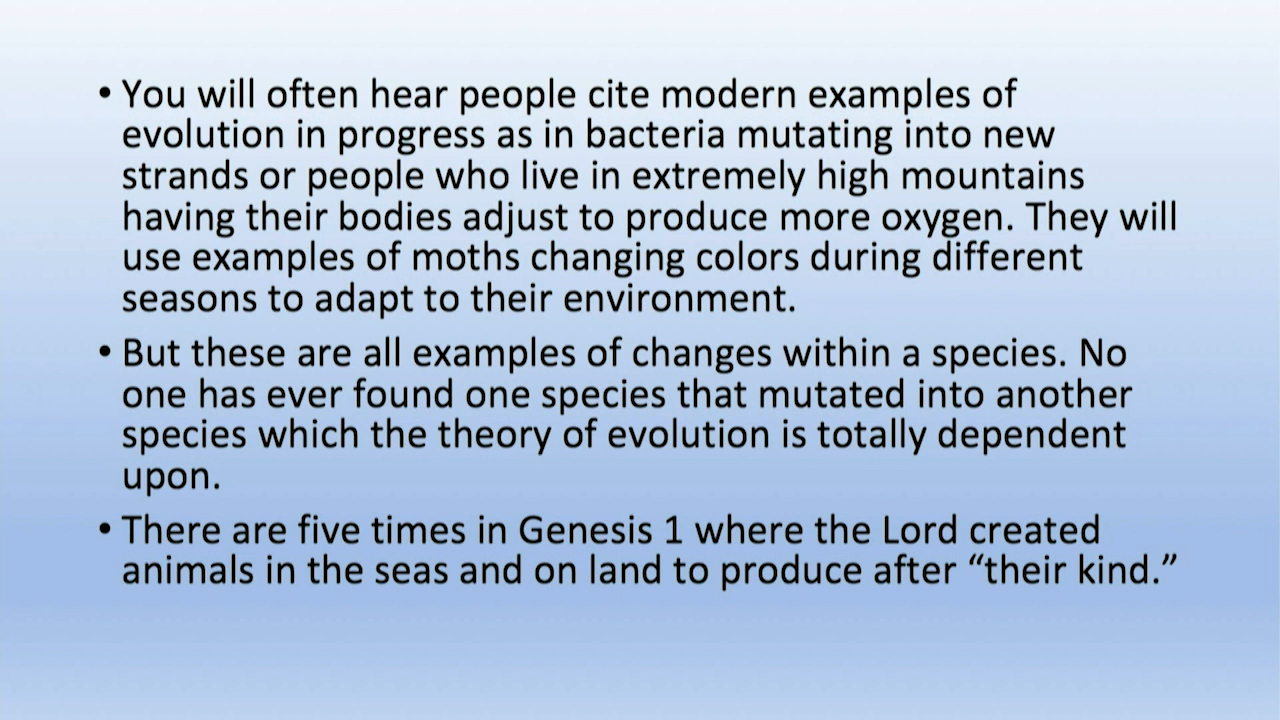 • You will often hear people cite modern examples of
evolution in progress as in bacteria mutating into new
strands or people who live in extremely high mountains
having their bodies adjust to produce more oxygen. They will
use examples of moths changing colors during different
seasons to adapt to their environment.
• But these are all examples of changes within a species. No
one has ever found one species that mutated into another
species which the theory of evolution is totally dependent
upon.
• There are five times in Genesis 1 where the Lord created
animals in the seas and on land to produce after “their kind.”